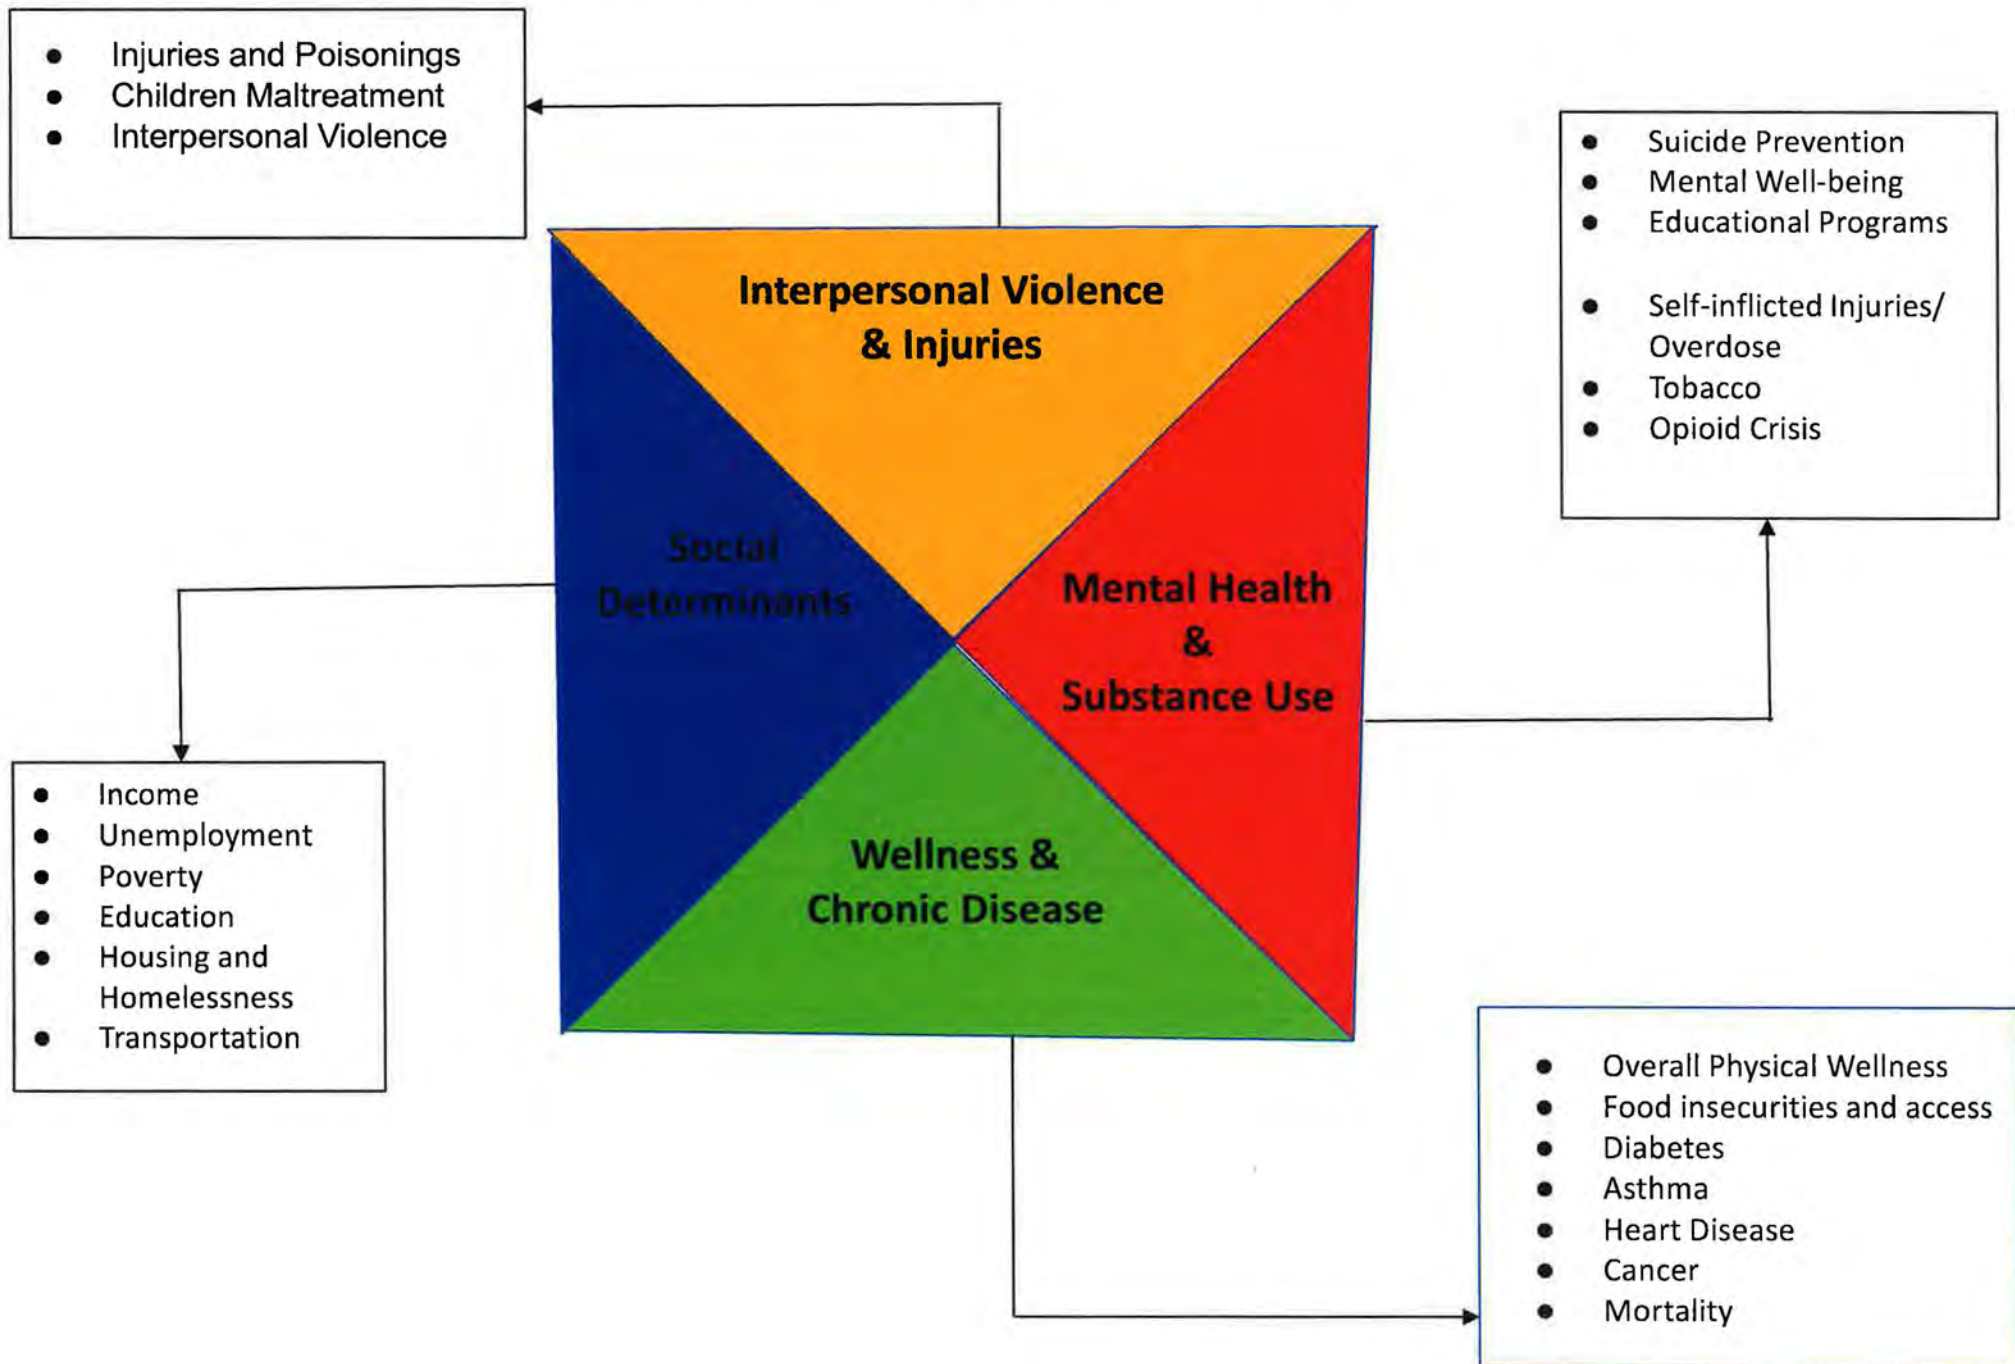 ● Injuries and Poisonings
● Children Maltreatment
● Interpersonal Violence
● Suicide Prevention
● Mental Well-being
● Educational Programs
● Self-inflicted Injuries/
Overdose
● Tobacco
● Opioid Crisis
Interpersonal Violence
& Injuries
Social
Determinants
Mental Health
&
Substance Use
Wellness &
Chronic Disease
● Income
● Unemployment
● Poverty
● Education
● Housing and
Homelessness
● Transportation
● Overall Physical Wellness
● Food insecurities and access
● Diabetes
● Asthma
● Heart Disease
● Cancer
● Mortality